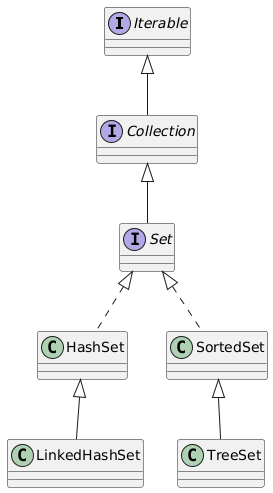 I Iterable
I Collection
I Set
C HashSet
C SortedSet
C LinkedHashSet
C TreeSet